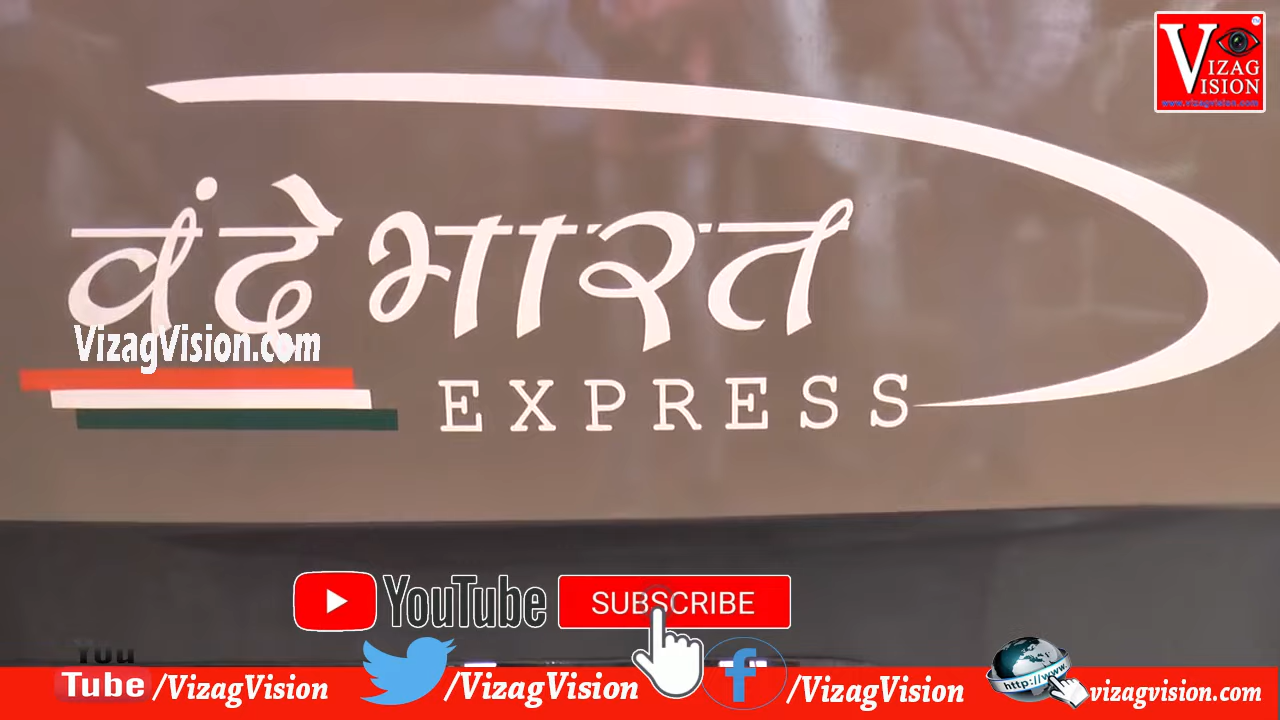 VIZAG
VISION
www.vizagvision.com
वंदे भारत
VizagVision.com
EXPRESS
YouTube SUBSCRIBE
You
Tube /VizagVision /VizagVision f /VizagVision http://www. vizagvision.com